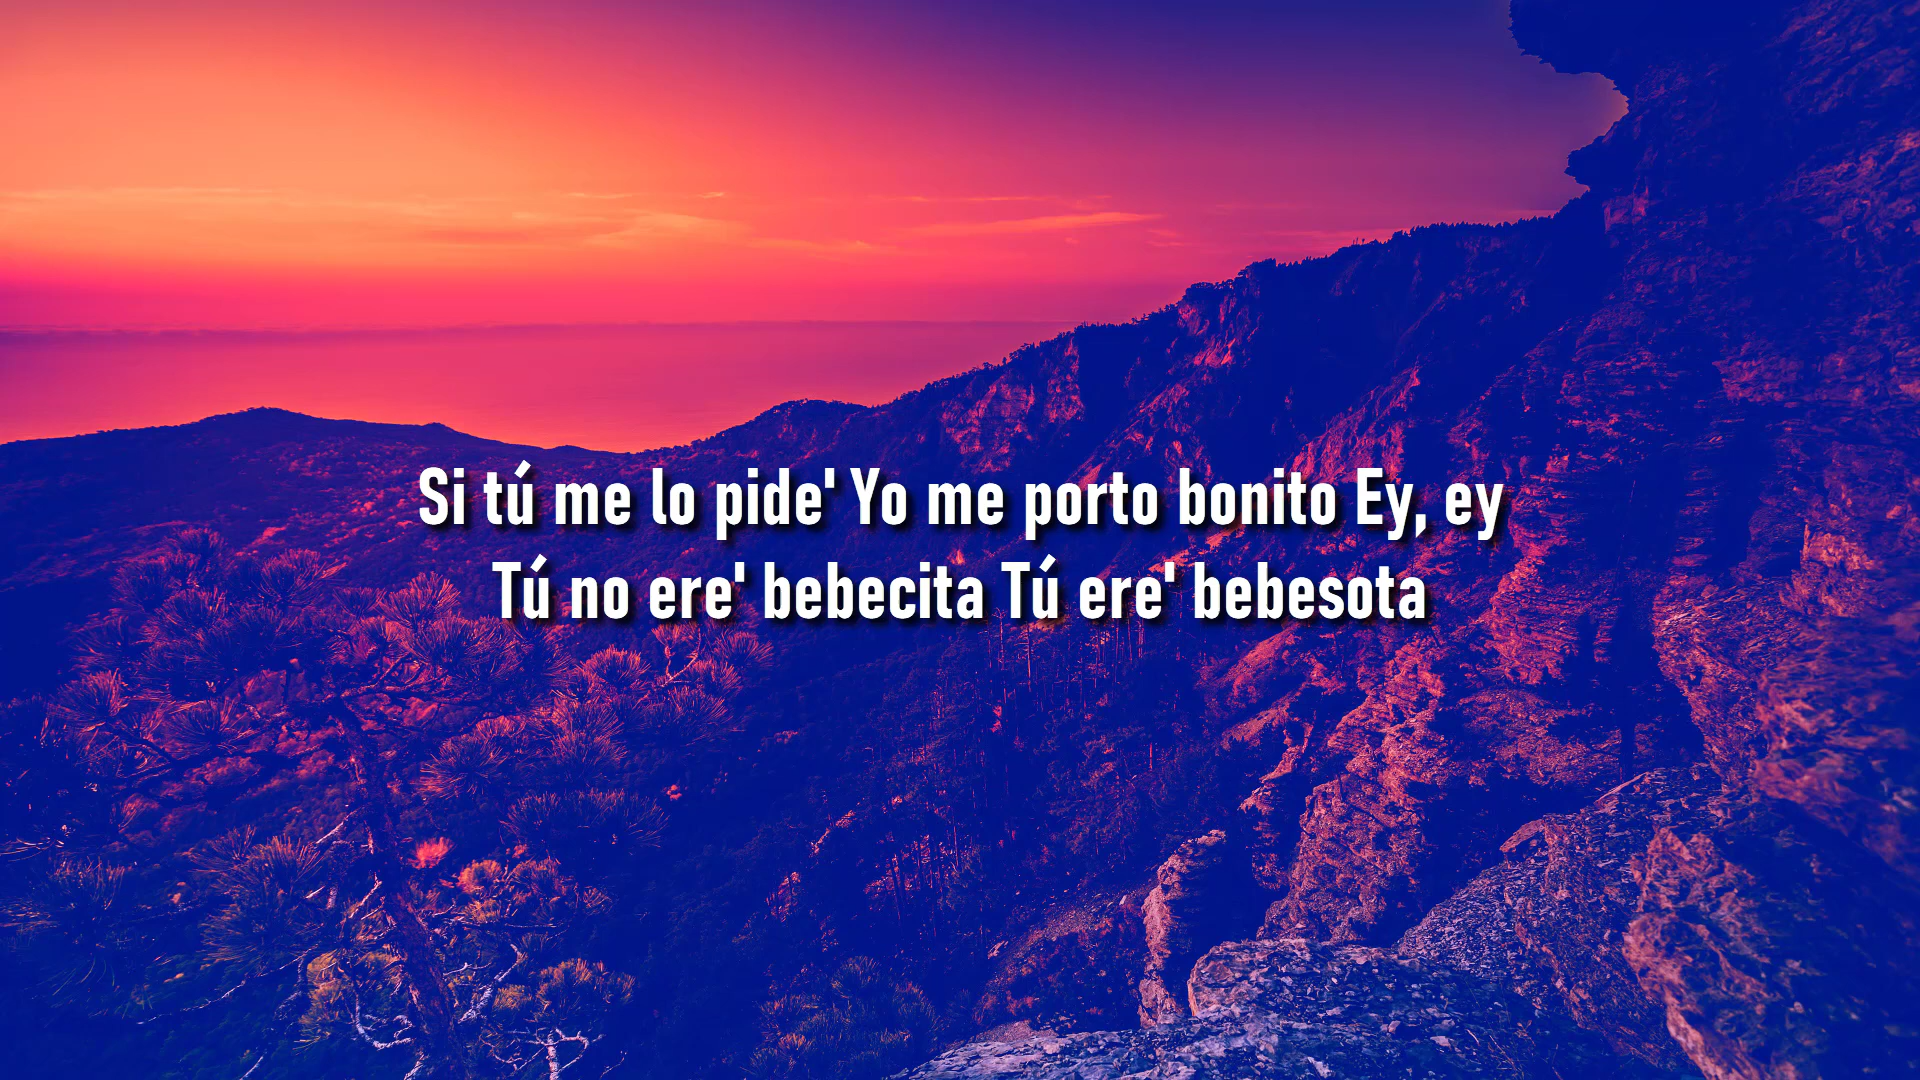 Si tú me lo pide' Yo me porto bonito Ey, ey
Tú no ere' bebecita Tú ere' bebesota